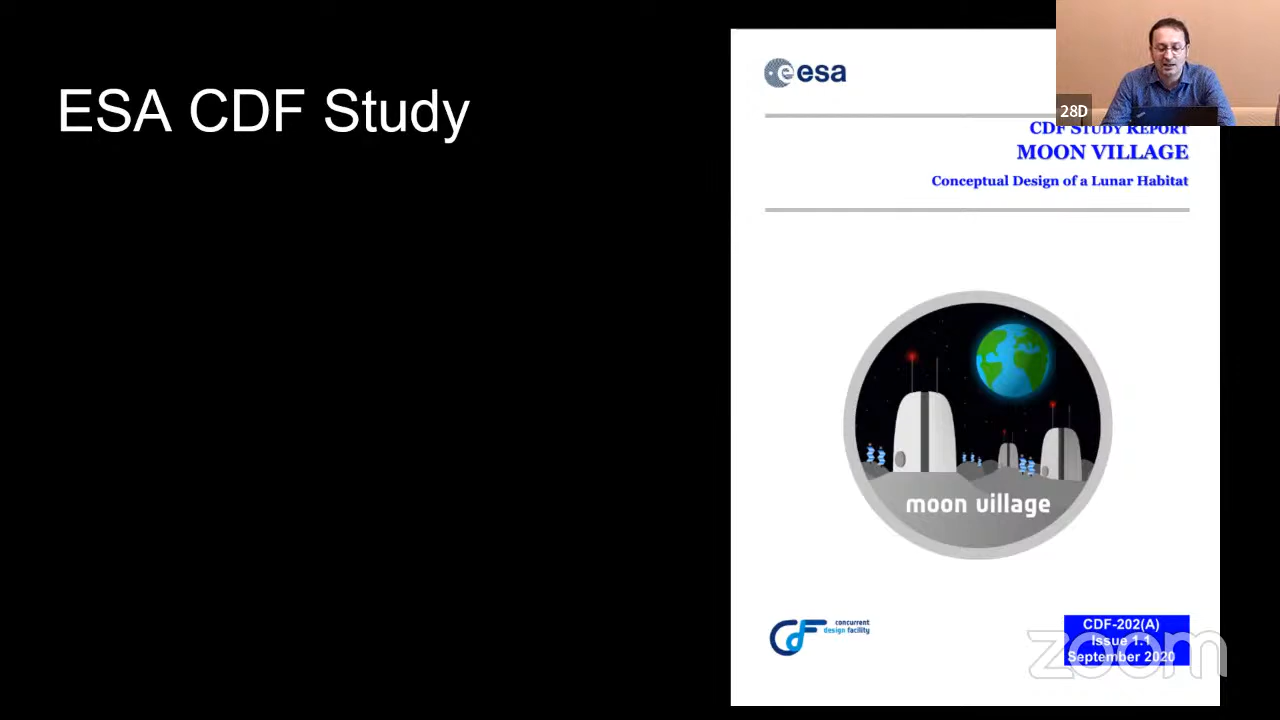 ESA CDF Study
esa
28D
CDF STUDY REPORT
MOON VILLAGE
Conceptual Design of a Lunar Habitat
moon village
concurrent
design facility
CDF-202(A)
Issue 1.1
September 2020
zoom